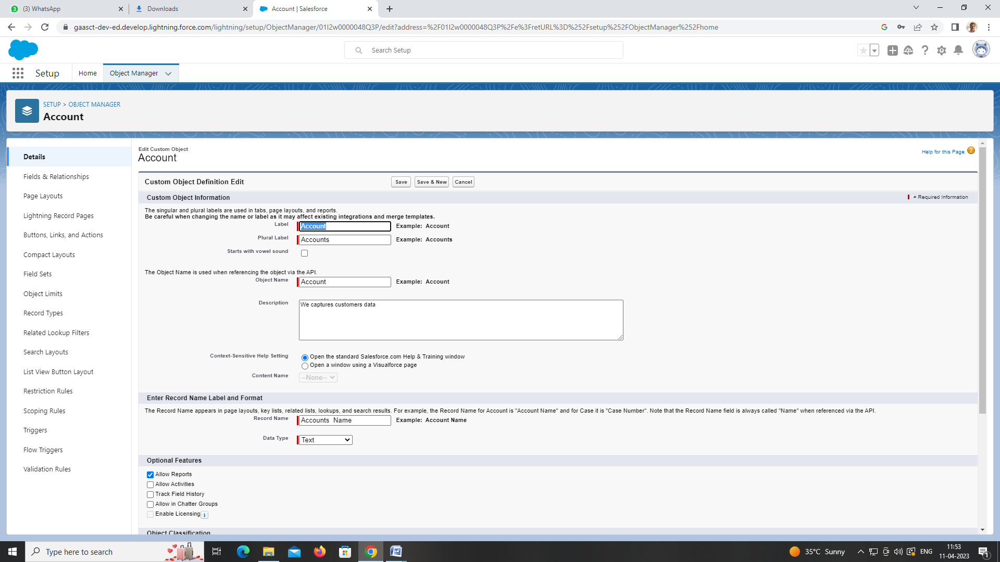 (3) WhatsApp
Downloads
Account | Salesforce
gaasct-dev-ed.develop.lightning.force.com/lightning/setup/ObjectManager/01I2w0000048Q3P/edit?address=%2F01I2w0000048Q3P%2Fe%3FretURL%3D%252Fsetup%252FObjectManager%252Fhome
Search Setup
Setup
Home
Object Manager
SETUP > OBJECT MANAGER
Account
Details
Fields & Relationships
Page Layouts
Lightning Record Pages
Buttons, Links, and Actions
Compact Layouts
Field Sets
Object Limits
Record Types
Related Lookup Filters
Search Layouts
List View Button Layout
Restriction Rules
Scoping Rules
Triggers
Flow Triggers
Validation Rules
Edit Custom Object
Account
Help for this Page
Custom Object Definition Edit
Save
Save & New
Cancel
Custom Object Information
= Required Information
The singular and plural labels are used in tabs, page layouts, and reports.
Be careful when changing the name or label as it may affect existing integrations and merge templates.
Label
Account
Example: Account
Plural Label
Accounts
Example: Accounts
Starts with vowel sound
The Object Name is used when referencing the object via the API.
Object Name
Account
Example: Account
Description
We captures customers data
Context-Sensitive Help Setting
Open the standard Salesforce.com Help & Training window
Open a window using a Visualforce page
Content Name
--None--
Enter Record Name Label and Format
The Record Name appears in page layouts, key lists, related lists, lookups, and search results. For example, the Record Name for Account is "Account Name" and for Case it is "Case Number". Note that the Record Name field is always called "Name" when referenced via the API.
Record Name
Accounts Name
Example: Account Name
Data Type
Text
Optional Features
Allow Reports
Allow Activities
Track Field History
Allow in Chatter Groups
Enable Licensing
i
Object Classification
Type here to search
35°C Sunny
ENG
11:53
11-04-2023
1